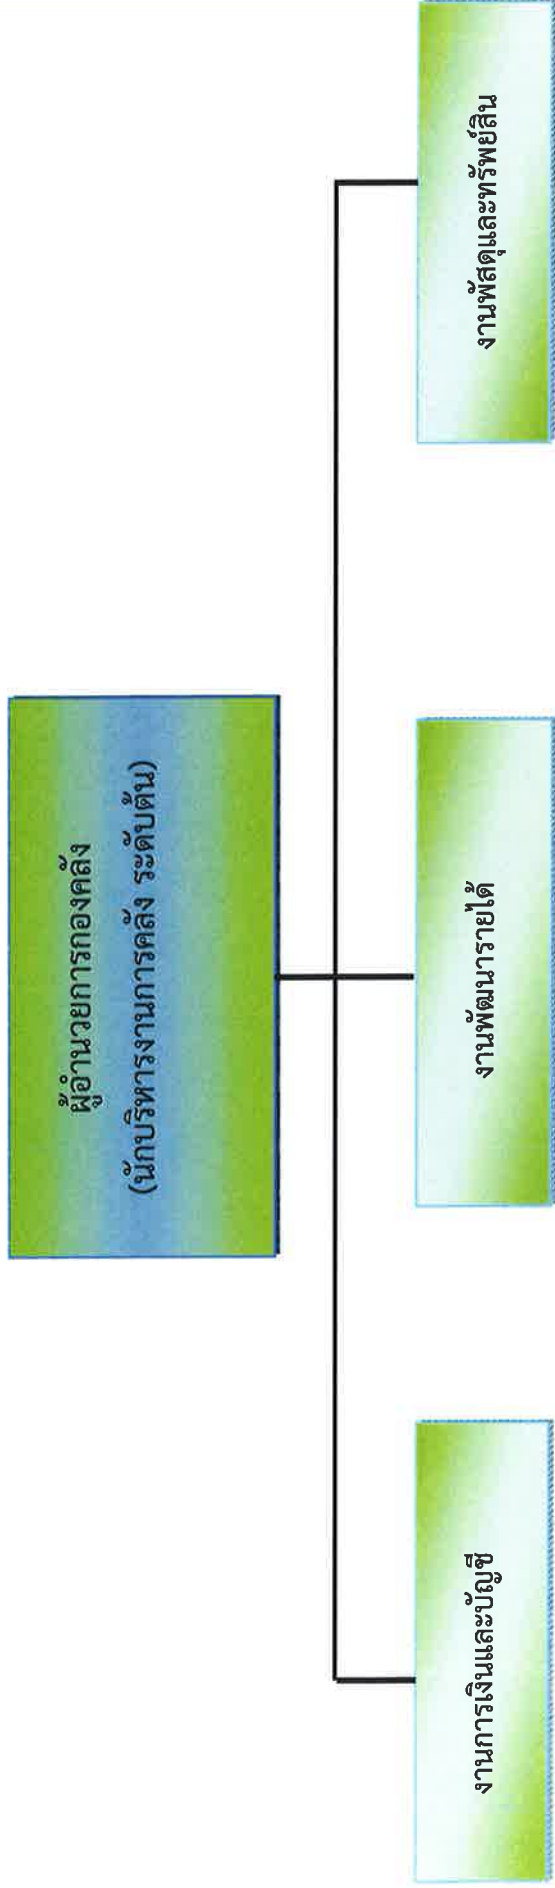 ผู้อำนวยการกองคลัง
(นักบริหารงานการคลัง ระดับต้น)
งานการเงินและบัญชี
งานพัฒนารายได้
งานพัสดุและทรัพย์สิน